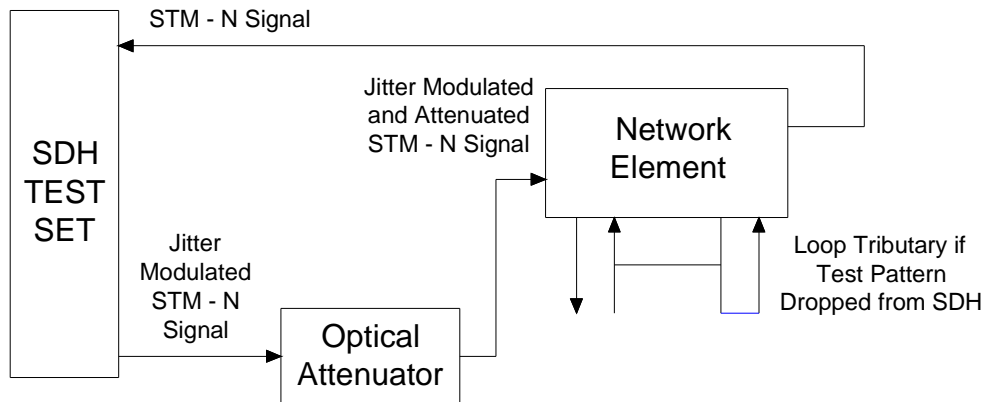 STM - N Signal
SDH
TEST
SET
Jitter Modulated
and Attenuated
STM - N Signal
Network
Element
Jitter
Modulated
STM - N
Signal
Optical
Attenuator
Loop Tributary if
Test Pattern
Dropped from SDH